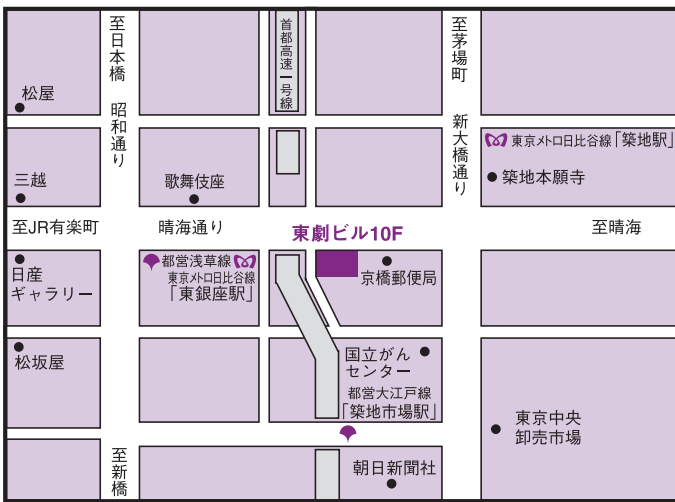 至日本橋
昭和通り
首都高速一号線
至茅場町
新大橋通り
松屋
東京メトロ日比谷線「築地駅」
三越
歌舞伎座
築地本願寺
至JR有楽町
晴海通り
東劇ビル10F
至晴海
日産
ギャラリー
都営浅草線
東京メトロ日比谷線
「東銀座駅」
京橋郵便局
松坂屋
国立がん
センター
都営大江戸線
「築地市場駅」
東京中央
卸売市場
至新橋
朝日新聞社